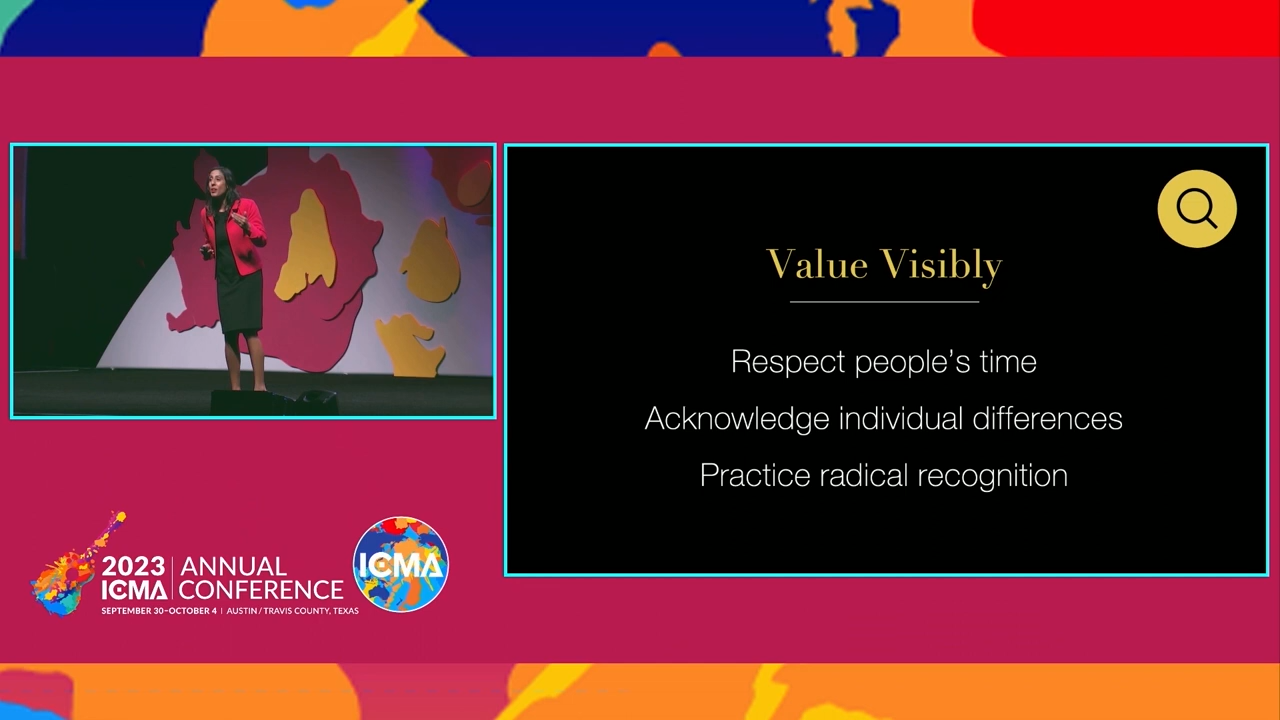 Value Visibly
Respect people's time
Acknowledge individual differences
Practice radical recognition
2023 ICMA
ANNUAL CONFERENCE
SEPTEMBER 30–OCTOBER 4 | AUSTIN / TRAVIS COUNTY, TEXAS
ICMA